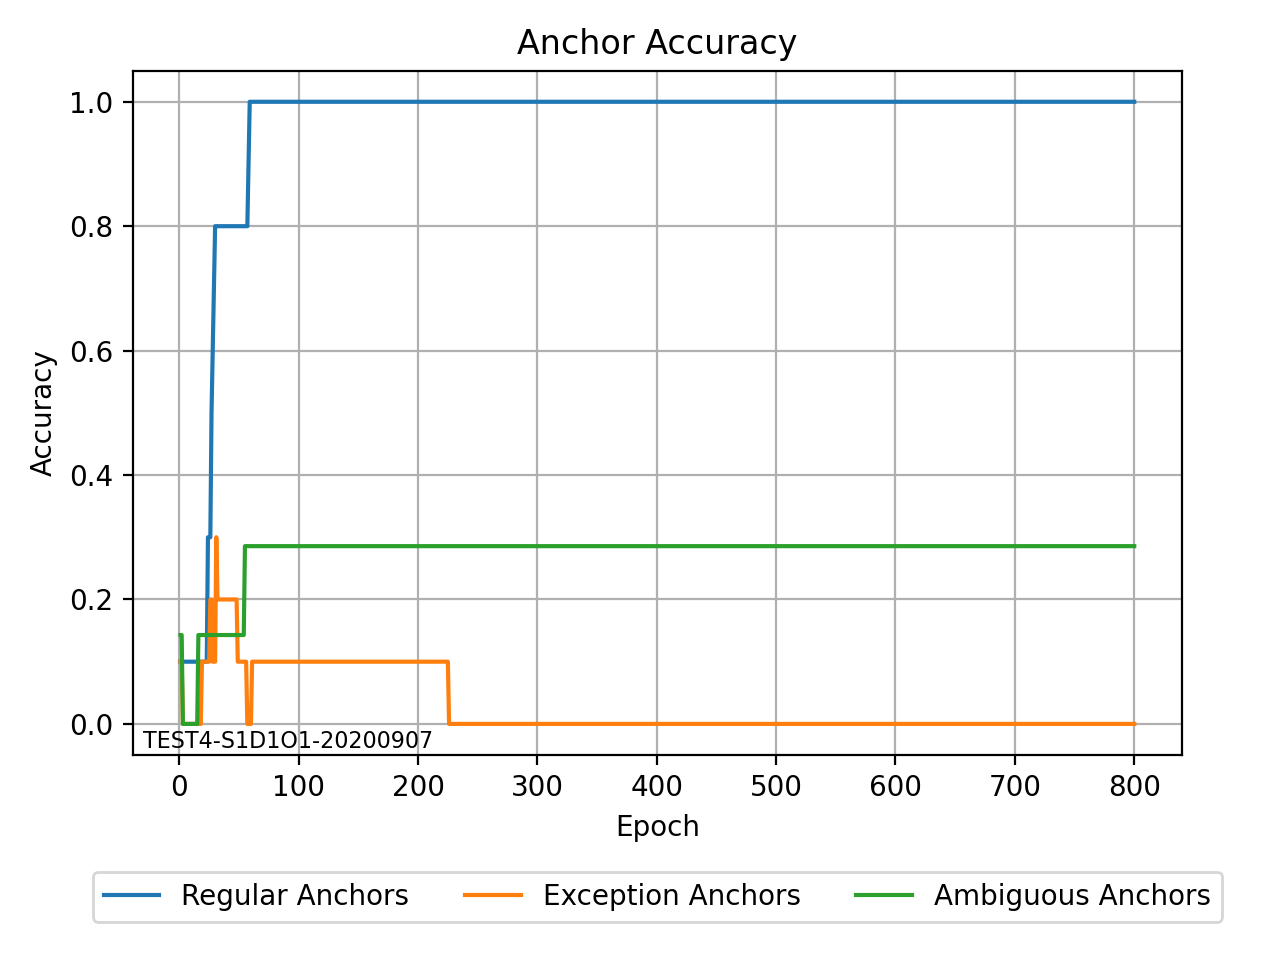 Anchor Accuracy
1.0
0.8
0.6
0.4
0.2
0.0
Accuracy
TEST4-S1D1O1-20200907
0 100 200 300 400 500 600 700 800
Epoch
Regular Anchors Exception Anchors Ambiguous Anchors